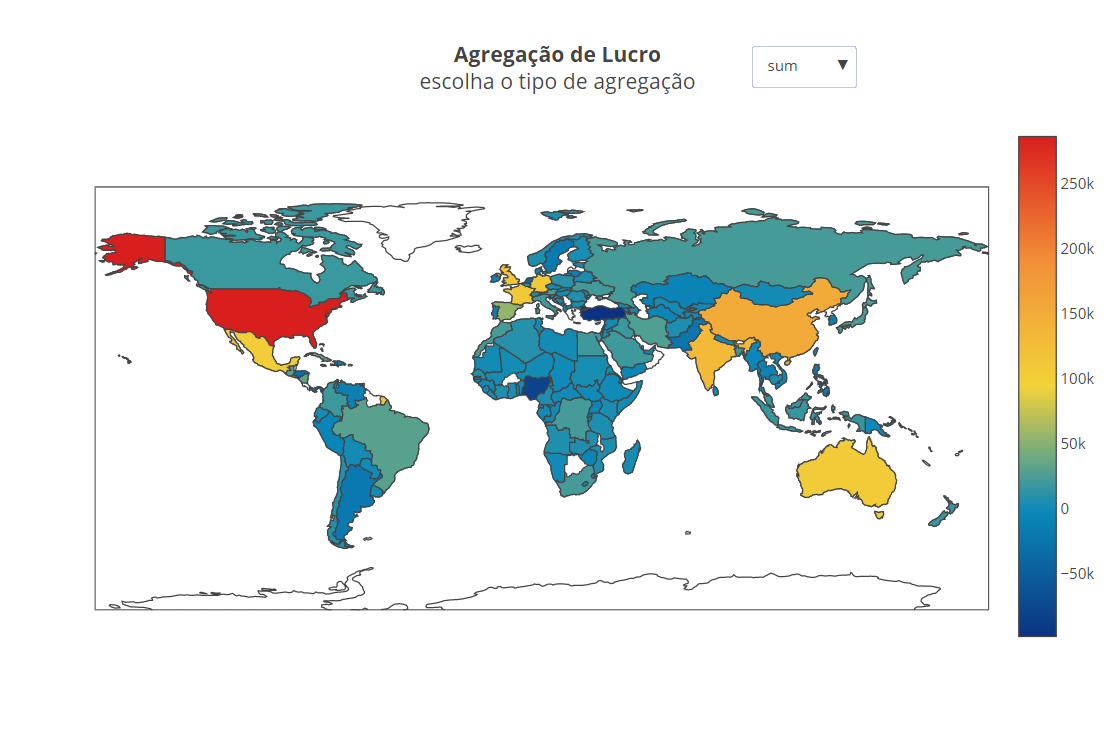 Agregação de Lucro
escolha o tipo de agregação
sum
250k
200k
150k
100k
50k
0
−50k